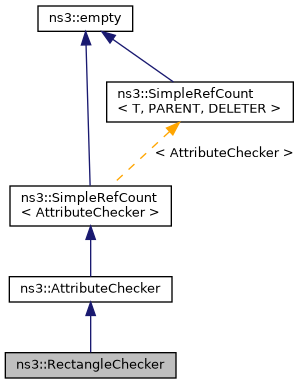 ns3::empty
ns3::SimpleRefCount
< T, PARENT, DELETER >
< AttributeChecker >
ns3::SimpleRefCount
< AttributeChecker >
ns3::AttributeChecker
ns3::RectangleChecker